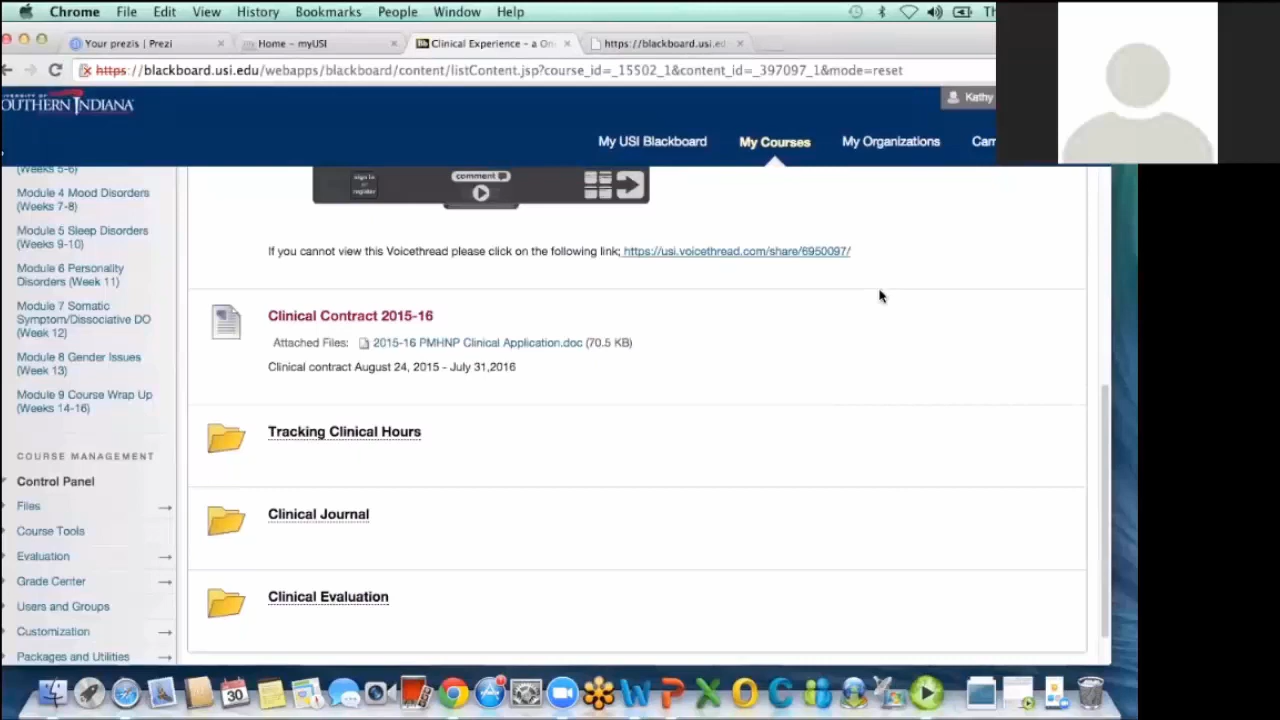 Chrome File Edit View History Bookmarks People Window Help
Your prezis | Prezi
Home – myUSI
Clinical Experience – a On
https://blackboard.usi.ed
https://blackboard.usi.edu/webapps/blackboard/content/listContent.jsp?course_id=_15502_1&content_id=_397097_1&mode=reset
OUTHERN INDIANA
Kathy
My USI Blackboard My Courses My Organizations Cam
(Weeks 5-6)
Module 4 Mood Disorders
(Weeks 7-8)
Module 5 Sleep Disorders
(Weeks 9-10)
Module 6 Personality
Disorders (Week 11)
Module 7 Somatic
Symptom/Dissociative DO
(Week 12)
Module 8 Gender Issues
(Week 13)
Module 9 Course Wrap Up
(Weeks 14-16)
COURSE MANAGEMENT
Control Panel
Files
Course Tools
Evaluation
Grade Center
Users and Groups
Customization
Packages and Utilities
sign in
or
register
comment
If you cannot view this Voicethread please click on the following link; https://usi.voicethread.com/share/6950097/
Clinical Contract 2015-16
Attached Files: 2015-16 PMHNP Clinical Application.doc (70.5 KB)
Clinical contract August 24, 2015 - July 31,2016
Tracking Clinical Hours
Clinical Journal
Clinical Evaluation
30